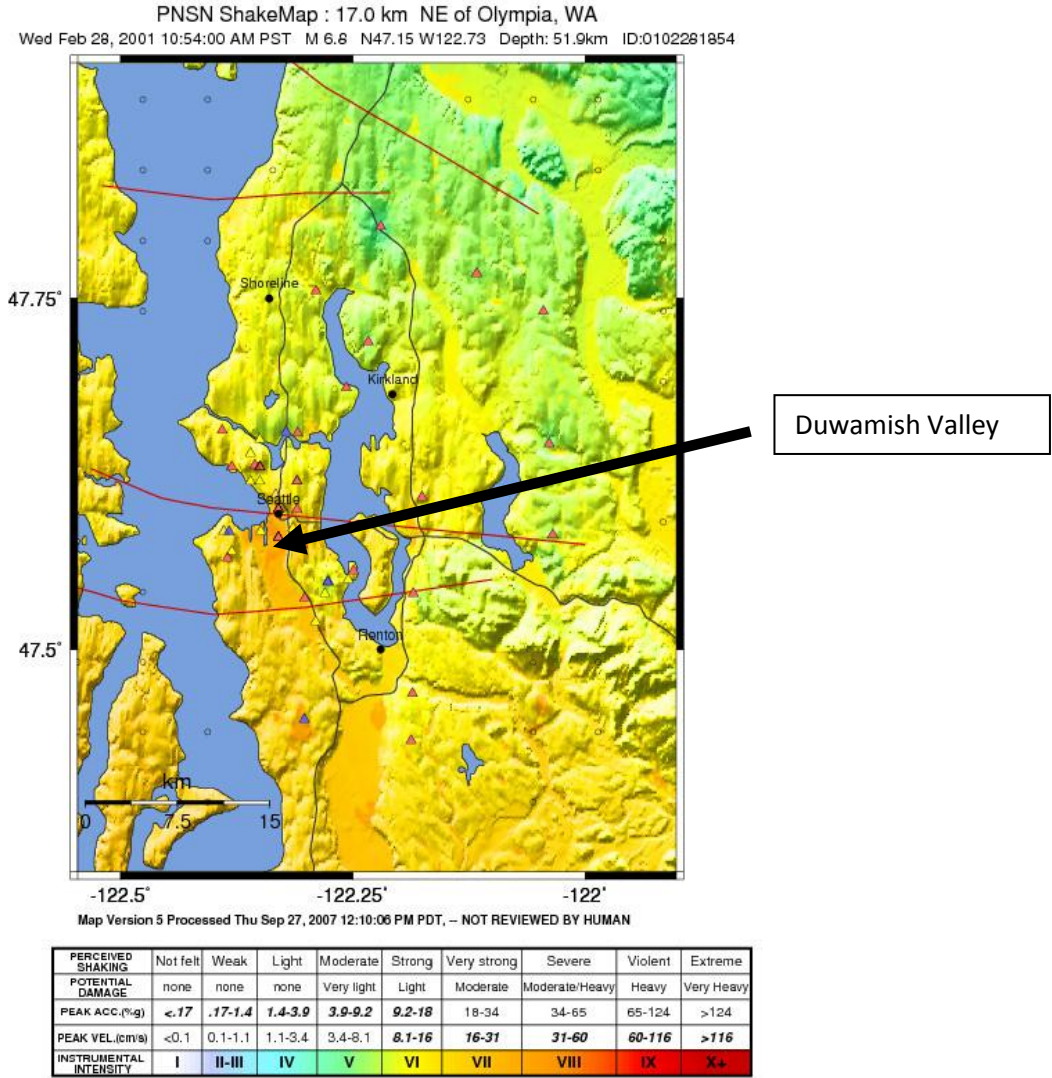 PNSN ShakeMap : 17.0 km NE of Olympia, WA
Wed Feb 28, 2001 10:54:00 AM PST M 6.8 N47.15 W122.73 Depth: 51.9km ID:0102281854
Shoreline
47.75°
Kirkland
Duwamish Valley
Seattle
47.5°
Renton
km
0 7.5 15
-122.5° -122.25° -122°
Map Version 5 Processed Thu Sep 27, 2007 12:10:06 PM PDT, -- NOT REVIEWED BY HUMAN
PERCEIVED SHAKING Not felt Weak Light Moderate Strong Very strong Severe Violent Extreme
POTENTIAL DAMAGE none none none Very light Light Moderate Moderate/Heavy Heavy Very Heavy
PEAK ACC.(%g) <.17 .17-1.4 1.4-3.9 3.9-9.2 9.2-18 18-34 34-65 65-124 >124
PEAK VEL.(cm/s) <0.1 0.1-1.1 1.1-3.4 3.4-8.1 8.1-16 16-31 31-60 60-116 >116
INSTRUMENTAL INTENSITY I II-III IV V VI VII VIII IX X+